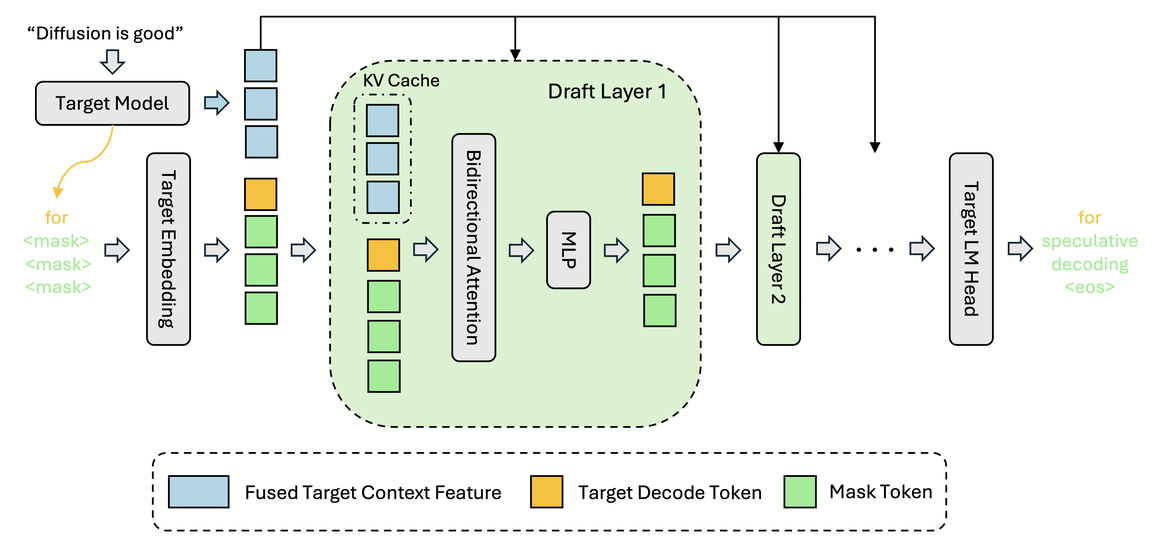 “Diffusion is good”
Target Model
for
<mask>
<mask>
<mask>
Target Embedding
KV Cache
Draft Layer 1
Bidirectional Attention
MLP
Draft Layer 2
. . .
Target LM Head
for
speculative
decoding
<eos>
Fused Target Context Feature
Target Decode Token
Mask Token